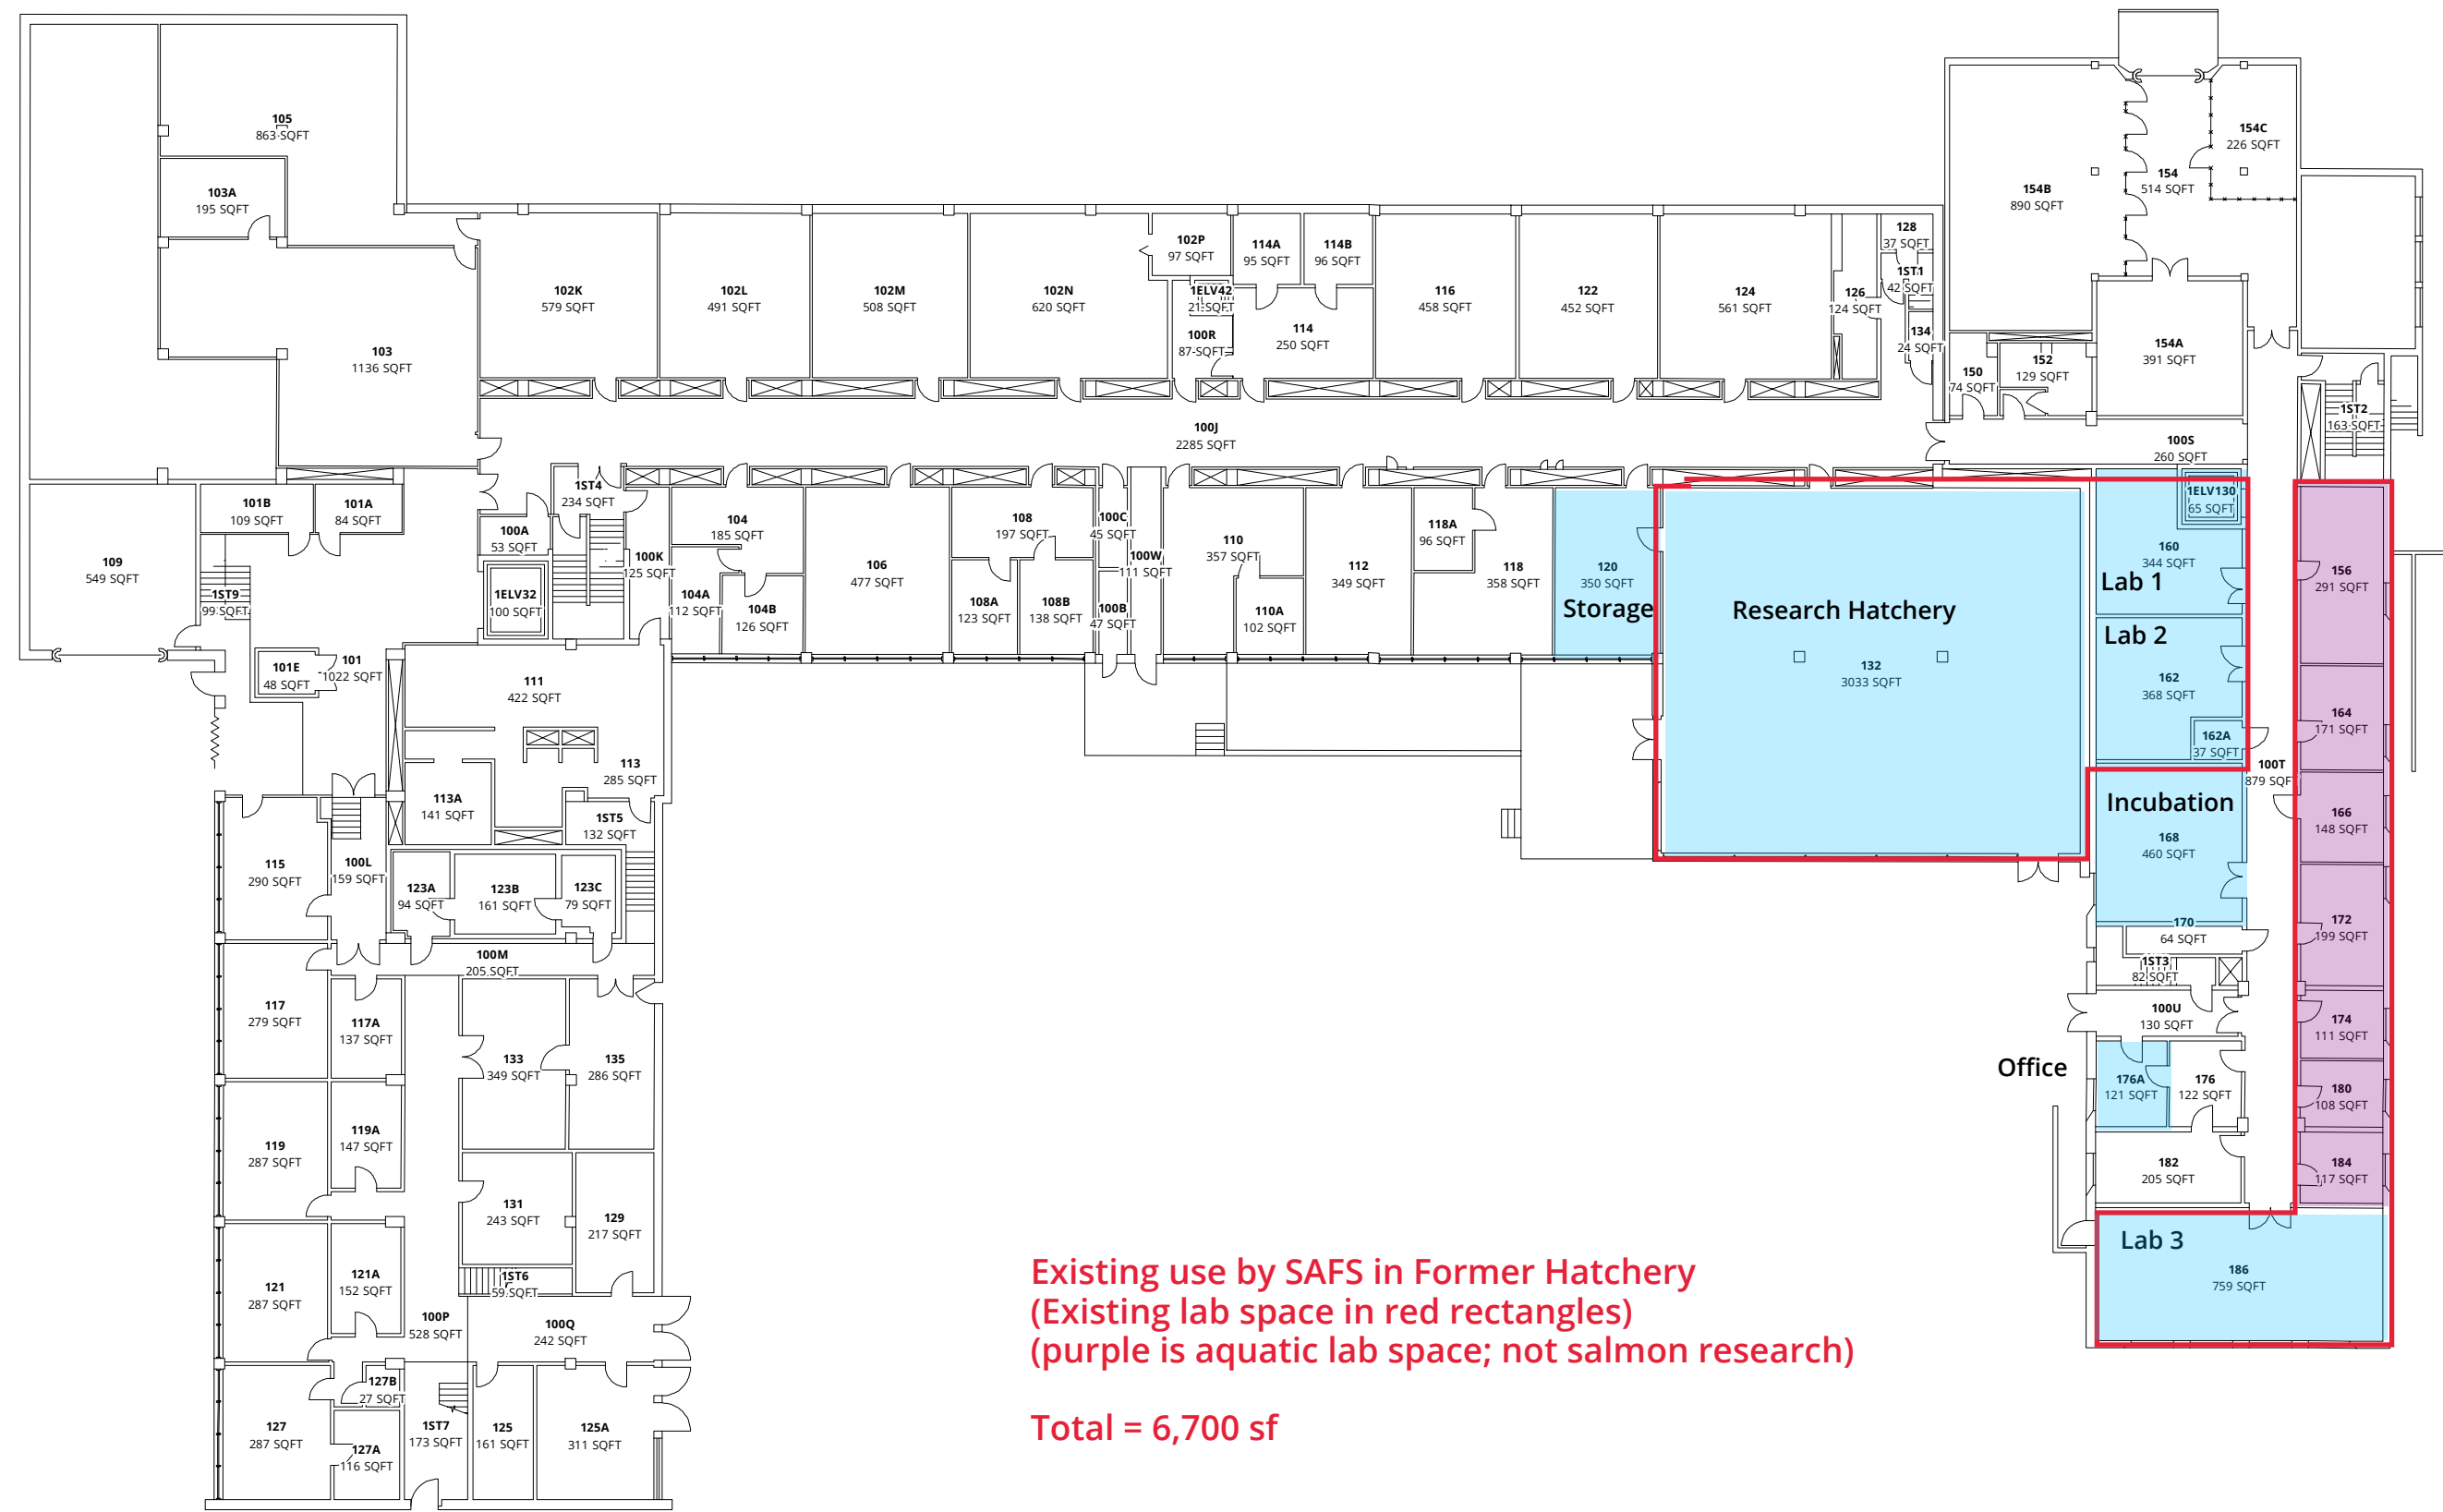 105
863 SQFT
103A
195 SQFT
103
1136 SQFT
102K
579 SQFT
102L
491 SQFT
102M
508 SQFT
102N
620 SQFT
102P
97 SQFT
1ELV42
21 SQFT
100R
87 SQFT
114A
95 SQFT
114B
96 SQFT
114
250 SQFT
116
458 SQFT
122
452 SQFT
124
561 SQFT
126
124 SQFT
128
37 SQFT
1ST1
42 SQFT
134
24 SQFT
154B
890 SQFT
154
514 SQFT
154C
226 SQFT
154A
391 SQFT
150
74 SQFT
152
129 SQFT
1ST2
163 SQFT
100J
2285 SQFT
100S
260 SQFT
109
549 SQFT
101B
109 SQFT
101A
84 SQFT
1ST9
99 SQFT
101E
48 SQFT
101
1022 SQFT
100A
53 SQFT
1ST4
234 SQFT
1ELV32
100 SQFT
100K
125 SQFT
104
185 SQFT
104A
112 SQFT
104B
126 SQFT
106
477 SQFT
108
197 SQFT
108A
123 SQFT
108B
138 SQFT
100C
45 SQFT
100B
47 SQFT
100W
111 SQFT
110
357 SQFT
110A
102 SQFT
112
349 SQFT
118A
96 SQFT
118
358 SQFT
120
350 SQFT
Storage
Research Hatchery
132
3033 SQFT
1ELV130
65 SQFT
160
344 SQFT
Lab 1
Lab 2
162
368 SQFT
162A
37 SQFT
100T
879 SQFT
Incubation
168
460 SQFT
170
64 SQFT
1ST3
82 SQFT
100U
130 SQFT
Office
176A
121 SQFT
176
122 SQFT
182
205 SQFT
Lab 3
186
759 SQFT
156
291 SQFT
164
171 SQFT
166
148 SQFT
172
199 SQFT
174
111 SQFT
180
108 SQFT
184
117 SQFT
111
422 SQFT
113
285 SQFT
113A
141 SQFT
1ST5
132 SQFT
115
290 SQFT
100L
159 SQFT
123A
94 SQFT
123B
161 SQFT
123C
79 SQFT
100M
205 SQFT
117
279 SQFT
117A
137 SQFT
133
349 SQFT
135
286 SQFT
119
287 SQFT
119A
147 SQFT
131
243 SQFT
129
217 SQFT
1ST6
59 SQFT
121
287 SQFT
121A
152 SQFT
100P
528 SQFT
100Q
242 SQFT
127
287 SQFT
127B
27 SQFT
127A
116 SQFT
1ST7
173 SQFT
125
161 SQFT
125A
311 SQFT
Existing use by SAFS in Former Hatchery
(Existing lab space in red rectangles)
(purple is aquatic lab space; not salmon research)
Total = 6,700 sf